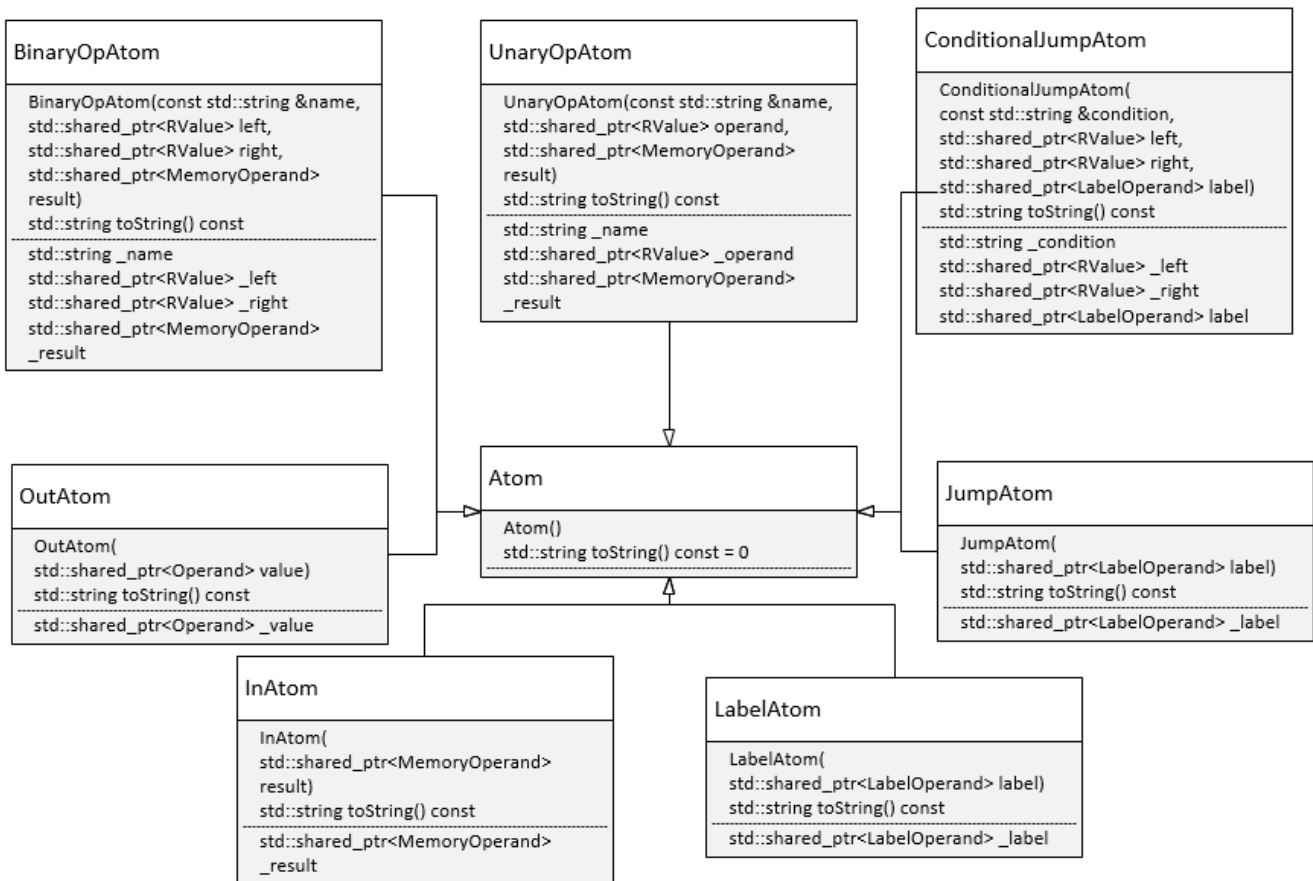 BinaryOpAtom
BinaryOpAtom(const std::string &name,
std::shared_ptr<RValue> left,
std::shared_ptr<RValue> right,
std::shared_ptr<MemoryOperand>
result)
std::string toString() const
std::string _name
std::shared_ptr<RValue> _left
std::shared_ptr<RValue> _right
std::shared_ptr<MemoryOperand>
_result
UnaryOpAtom
UnaryOpAtom(const std::string &name,
std::shared_ptr<RValue> operand,
std::shared_ptr<MemoryOperand>
result)
std::string toString() const
std::string _name
std::shared_ptr<RValue> _operand
std::shared_ptr<MemoryOperand>
_result
ConditionalJumpAtom
ConditionalJumpAtom(
const std::string &condition,
std::shared_ptr<RValue> left,
std::shared_ptr<RValue> right,
std::shared_ptr<LabelOperand> label)
std::string toString() const
std::string _condition
std::shared_ptr<RValue> _left
std::shared_ptr<RValue> _right
std::shared_ptr<LabelOperand> label
OutAtom
OutAtom(
std::shared_ptr<Operand> value)
std::string toString() const
std::shared_ptr<Operand> _value
Atom
Atom()
std::string toString() const = 0
JumpAtom
JumpAtom(
std::shared_ptr<LabelOperand> label)
std::string toString() const
std::shared_ptr<LabelOperand> _label
InAtom
InAtom(
std::shared_ptr<MemoryOperand>
result)
std::string toString() const
std::shared_ptr<MemoryOperand>
_result
LabelAtom
LabelAtom(
std::shared_ptr<LabelOperand> label)
std::string toString() const
std::shared_ptr<LabelOperand> _label